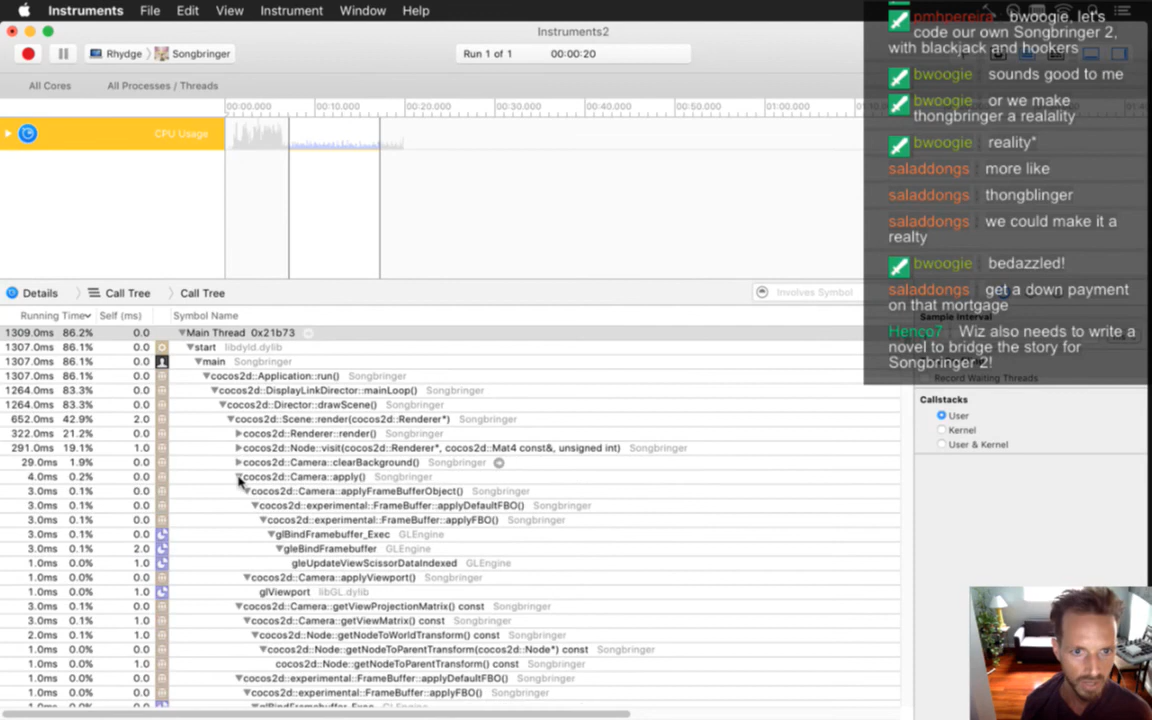 Instruments File Edit View Instrument Window Help
Instruments2
Rhydge Songbringer
Run 1 of 1 00:00:20
All Cores All Processes / Threads
00:00.000 00:10.000 00:20.000 00:30.000 00:40.000 00:50.000 01:00.000
CPU Usage
pmhpereira bwoogie, let's
code our own Songbringer 2,
with blackjack and hookers
bwoogie sounds good to me
bwoogie or we make
thongbringer a realality
bwoogie reality*
saladdongs more like
saladdongs thongblinger
saladdongs we could make it a
realty
bwoogie bedazzled!
saladdongs get a down payment
on that mortgage
Henco7 Wiz also needs to write a
novel to bridge the story for
Songbringer 2!
Details Call Tree Call Tree
Involves Symbol
Running Time Self (ms) Symbol Name
1309.0ms 86.2% 0.0 Main Thread 0x21b73
1307.0ms 86.1% 0.0 start libdyld.dylib
1307.0ms 86.1% 0.0 main Songbringer
1307.0ms 86.1% 0.0 cocos2d::Application::run() Songbringer
1264.0ms 83.3% 0.0 cocos2d::DisplayLinkDirector::mainLoop() Songbringer
1264.0ms 83.3% 0.0 cocos2d::Director::drawScene() Songbringer
652.0ms 42.9% 2.0 cocos2d::Scene::render(cocos2d::Renderer*) Songbringer
322.0ms 21.2% 0.0 cocos2d::Renderer::render() Songbringer
291.0ms 19.1% 1.0 cocos2d::Node::visit(cocos2d::Renderer*, cocos2d::Mat4 const&, unsigned int) Songbringer
29.0ms 1.9% 1.0 cocos2d::Camera::clearBackground() Songbringer
4.0ms 0.2% 0.0 cocos2d::Camera::apply() Songbringer
3.0ms 0.1% 0.0 cocos2d::Camera::applyFrameBufferObject() Songbringer
3.0ms 0.1% 0.0 cocos2d::experimental::FrameBuffer::applyDefaultFBO() Songbringer
3.0ms 0.1% 0.0 cocos2d::experimental::FrameBuffer::applyFBO() Songbringer
3.0ms 0.1% 0.0 glBindFramebuffer_Exec GLEngine
3.0ms 0.1% 2.0 gleBindFramebuffer GLEngine
1.0ms 0.0% 1.0 gleUpdateViewScissorDataIndexed GLEngine
1.0ms 0.0% 0.0 cocos2d::Camera::applyViewport() Songbringer
1.0ms 0.0% 1.0 glViewport libGL.dylib
3.0ms 0.1% 0.0 cocos2d::Camera::getViewProjectionMatrix() const Songbringer
3.0ms 0.1% 1.0 cocos2d::Camera::getViewMatrix() const Songbringer
2.0ms 0.1% 1.0 cocos2d::Node::getNodeToWorldTransform() const Songbringer
1.0ms 0.0% 0.0 cocos2d::Node::getNodeToParentTransform(cocos2d::Node*) const Songbringer
1.0ms 0.0% 1.0 cocos2d::Node::getNodeToParentTransform() const Songbringer
1.0ms 0.0% 0.0 cocos2d::experimental::FrameBuffer::applyDefaultFBO() Songbringer
1.0ms 0.0% 0.0 cocos2d::experimental::FrameBuffer::applyFBO() Songbringer
1.0ms 0.0% 0.0 glBindFramebuffer_Exec GLEngine
Sample Interval
Record Waiting Threads
Callstacks
User
Kernel
User & Kernel